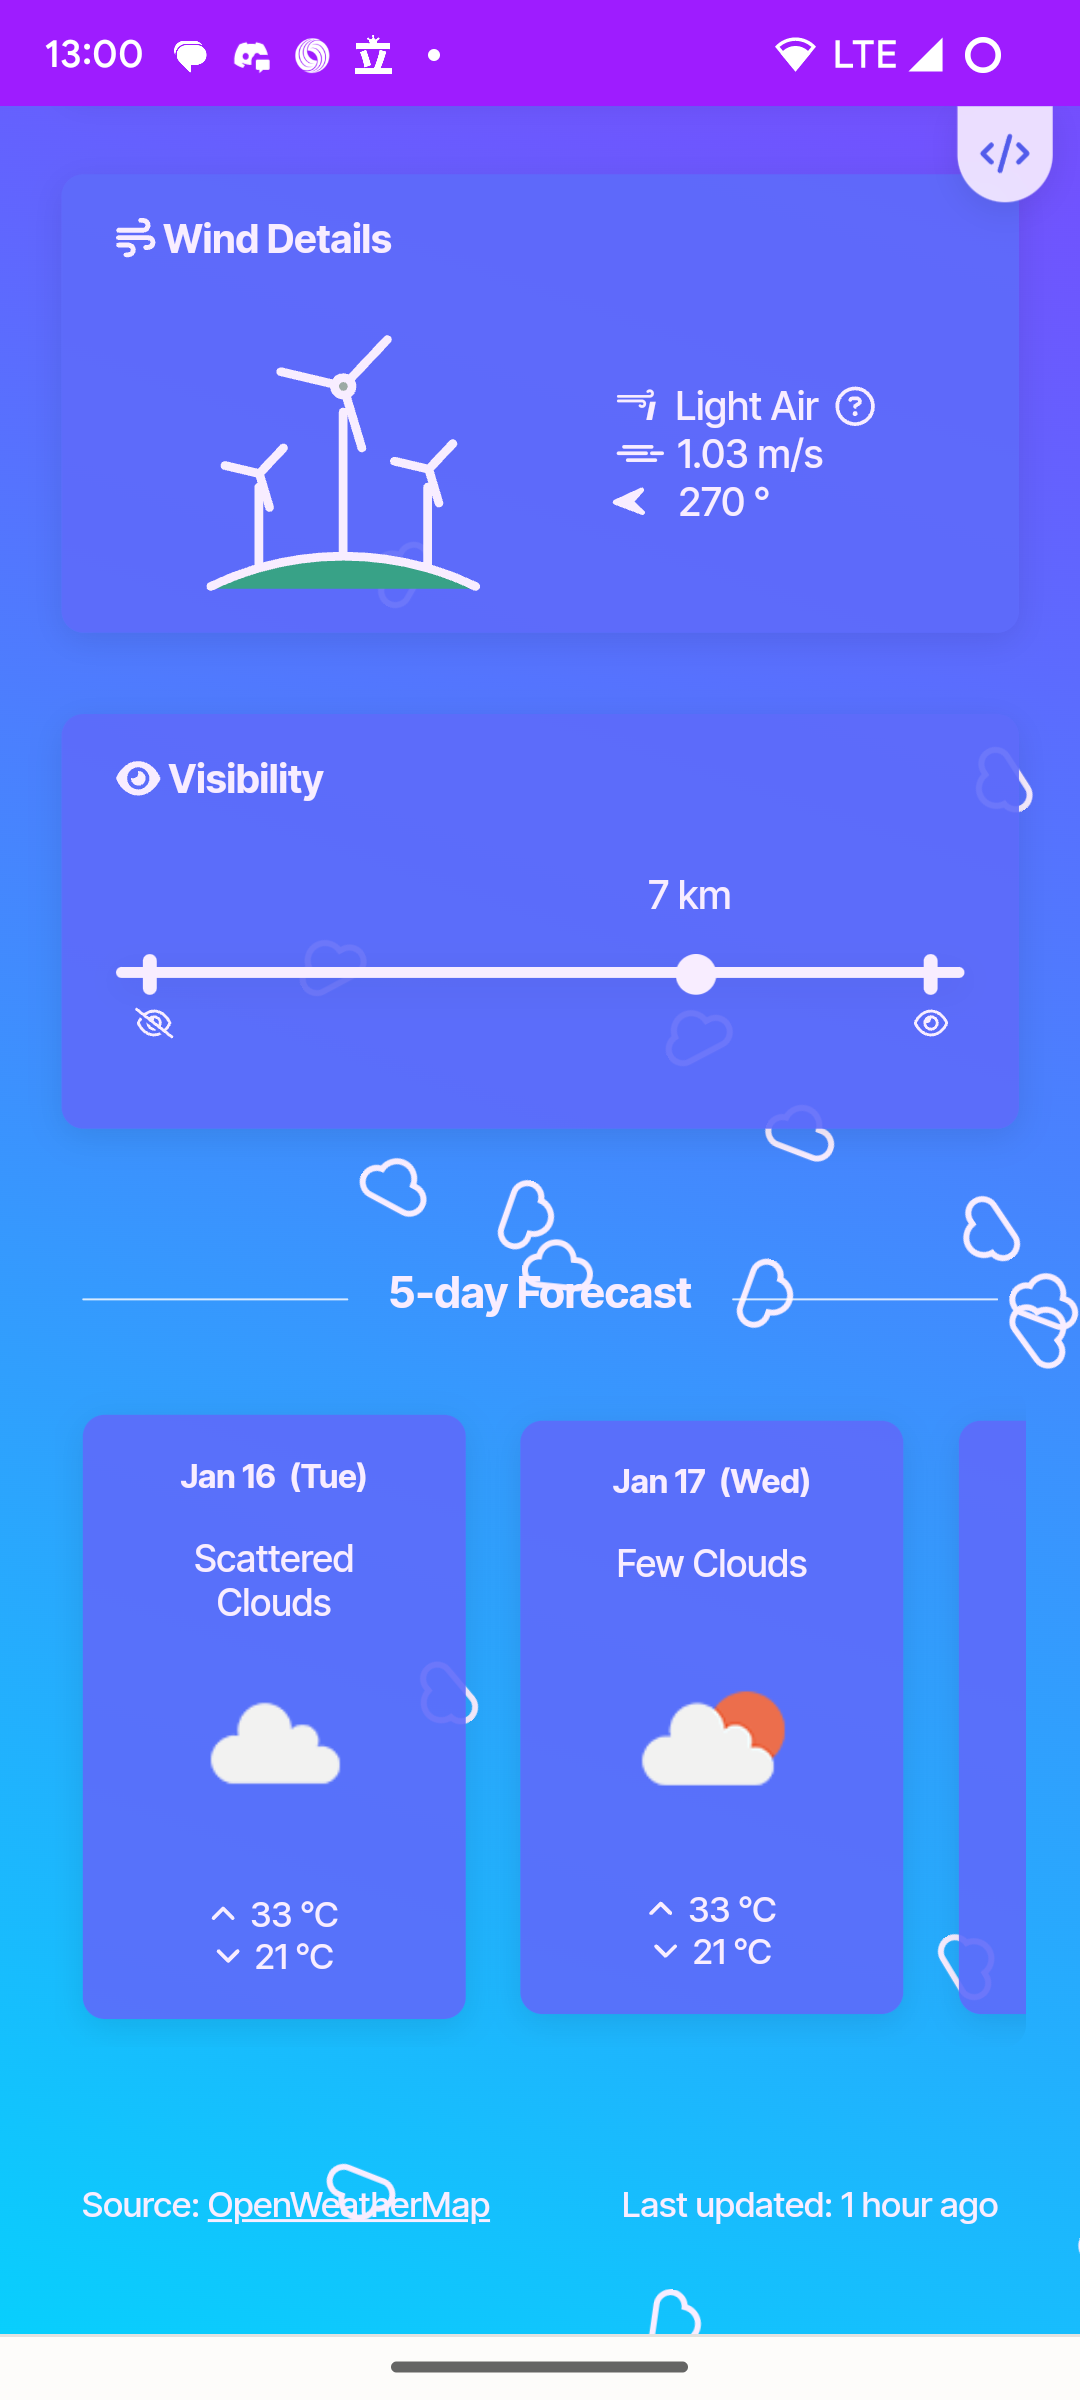 13:00
LTE
Wind Details
Light Air ?
1.03 m/s
270 °
Visibility
7 km
5-day Forecast
Jan 16 (Tue)
Scattered
Clouds
33 °C
21 °C
Jan 17 (Wed)
Few Clouds
33 °C
21 °C
Source: OpenWeatherMap
Last updated: 1 hour ago